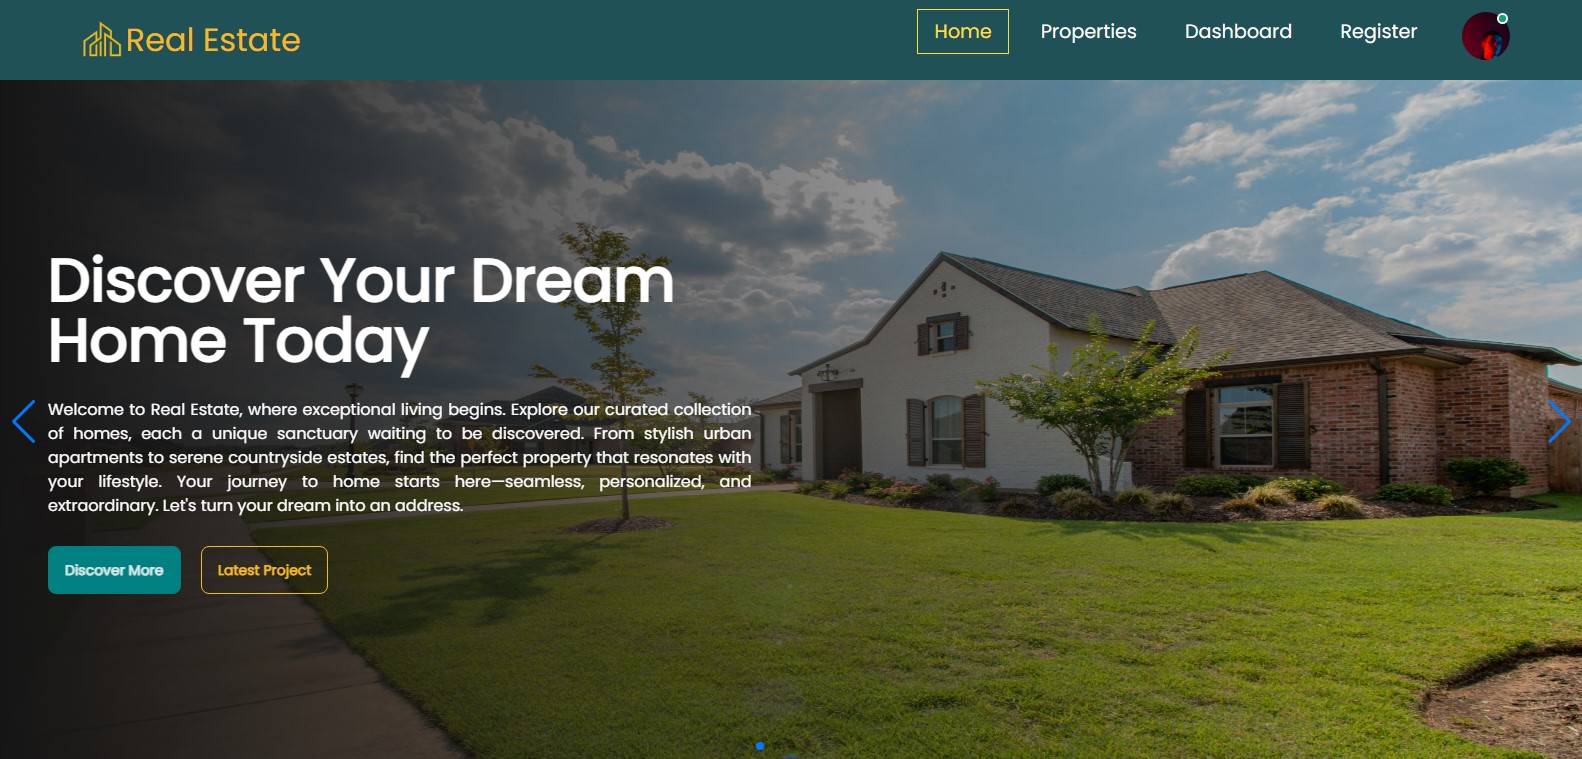 Real Estate
Home
Properties
Dashboard
Register
Discover Your Dream
Home Today
Welcome to Real Estate, where exceptional living begins. Explore our curated collection
of homes, each a unique sanctuary waiting to be discovered. From stylish urban
apartments to serene countryside estates, find the perfect property that resonates with
your lifestyle. Your journey to home starts here—seamless, personalized, and
extraordinary. Let's turn your dream into an address.
Discover More
Latest Project